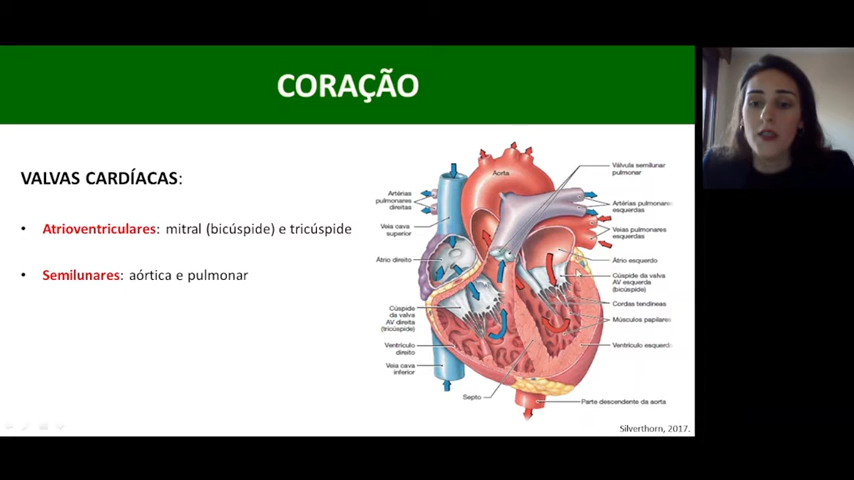 CORAÇÃO
VALVAS CARDÍACAS:
• Atrioventriculares: mitral (bicúspide) e tricúspide
• Semilunares: aórtica e pulmonar
Aorta
Artérias
pulmonares
direitas
Veia cava
superior
Átrio direito
Cúspide
da valva
AV direita
(tricúspide)
Ventrículo
direito
Veia cava
inferior
Septo
Válvula semilunar
pulmonar
Artérias pulmonares
esquerdas
Veias pulmonares
esquerdas
Átrio esquerdo
Cúspide da valva
AV esquerda
(bicúspide)
Cordas tendíneas
Músculos papilares
Ventrículo esquerdo
Parte descendente da aorta
Silverthorn, 2017.